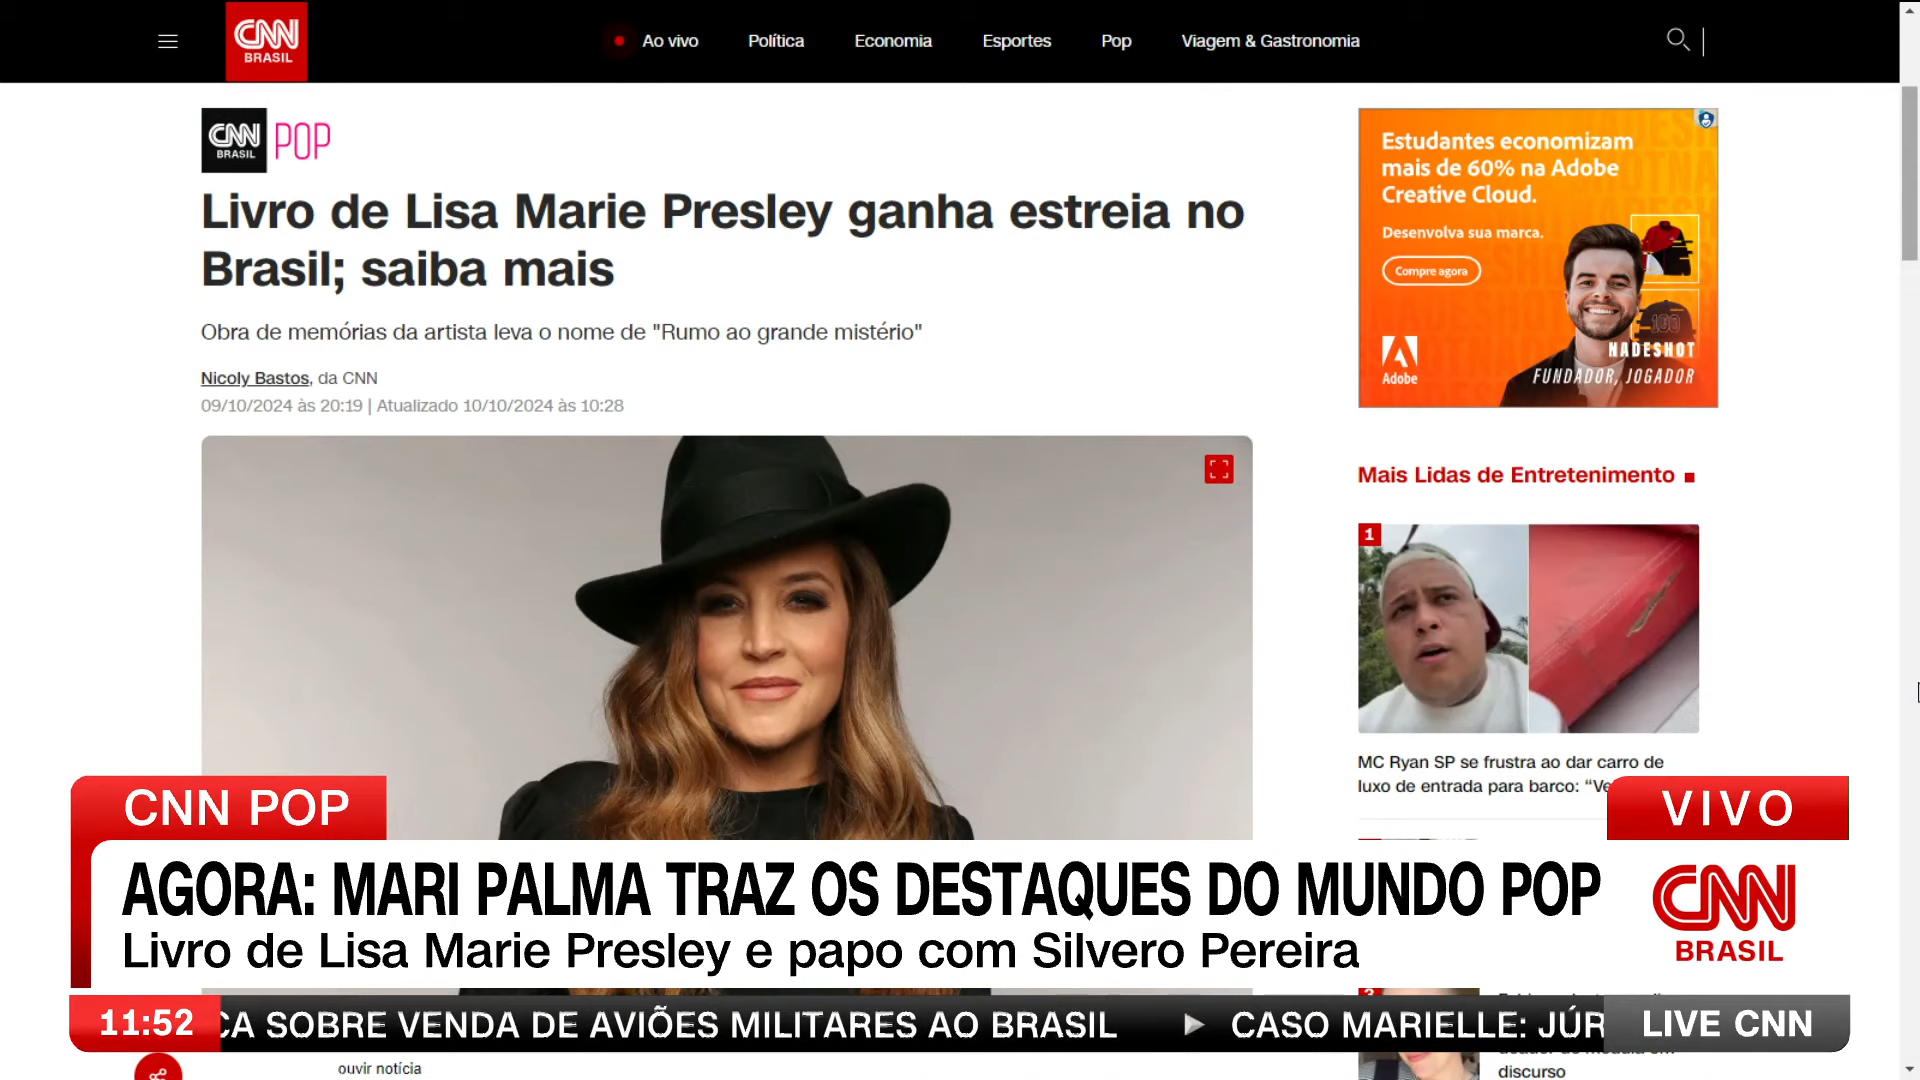 CNN
BRASIL
Ao vivo
Política
Economia
Esportes
Pop
Viagem & Gastronomia
CNN
BRASIL
POP
Livro de Lisa Marie Presley ganha estreia no
Brasil; saiba mais
Obra de memórias da artista leva o nome de "Rumo ao grande mistério"
Nicoly Bastos, da CNN
09/10/2024 às 20:19 | Atualizado 10/10/2024 às 10:28
Estudantes economizam
mais de 60% na Adobe
Creative Cloud.
Desenvolva sua marca.
Compre agora
100
NADESHOT
FUNDADOR, JOGADOR
Adobe
Mais Lidas de Entretenimento
1
MC Ryan SP se frustra ao dar carro de
luxo de entrada para barco: “Ve
CNN POP
VIVO
AGORA: MARI PALMA TRAZ OS DESTAQUES DO MUNDO POP
Livro de Lisa Marie Presley e papo com Silvero Pereira
CNN
BRASIL
3
11:52
ÇA SOBRE VENDA DE AVIÕES MILITARES AO BRASIL
CASO MARIELLE: JÚR
LIVE CNN
ouvir notícia
discurso